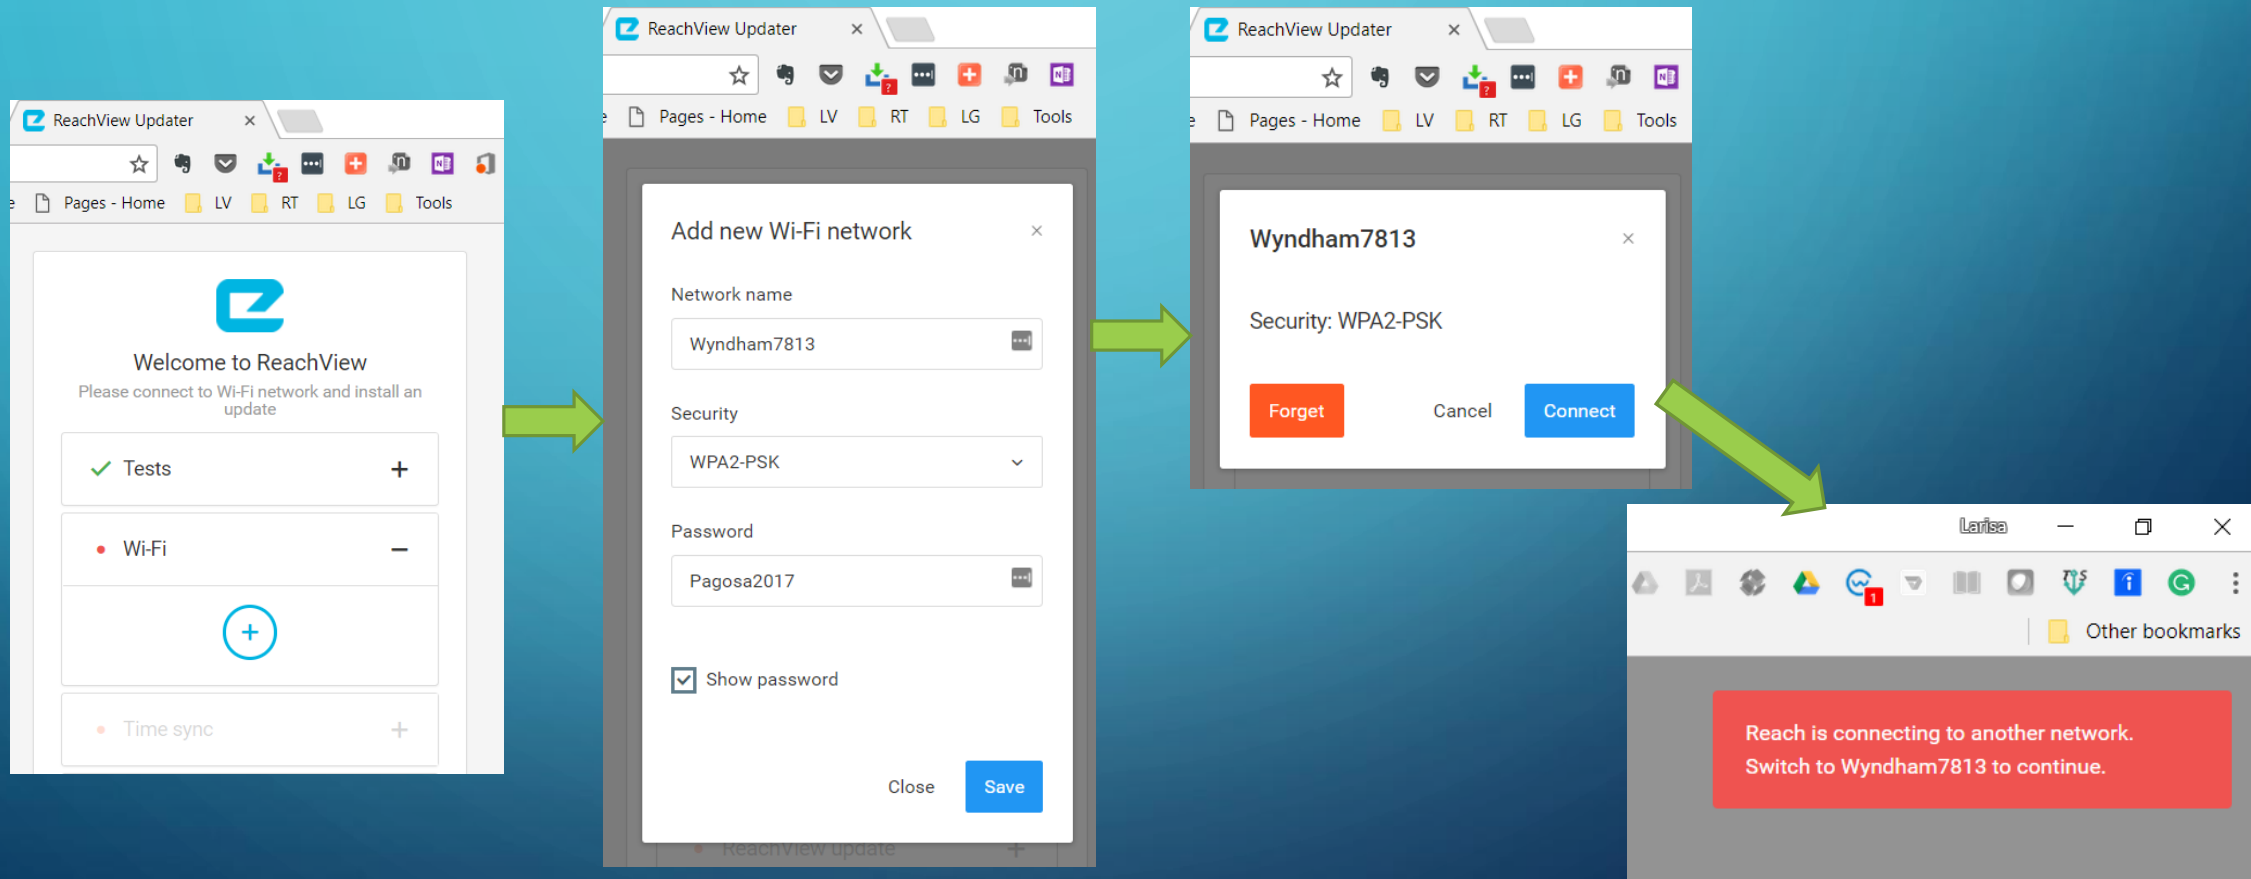 ReachView Updater
Pages - Home LV RT LG Tools
Welcome to ReachView
Please connect to Wi-Fi network and install an
update
Tests
Wi-Fi
Time sync
ReachView Updater
Pages - Home LV RT LG Tools
Add new Wi-Fi network
Network name
Wyndham7813
Security
WPA2-PSK
Password
Pagosa2017
Show password
Close Save
ReachView update
ReachView Updater
Pages - Home LV RT LG Tools
Wyndham7813
Security: WPA2-PSK
Forget Cancel Connect
Larisa
1
Other bookmarks
Reach is connecting to another network.
Switch to Wyndham7813 to continue.